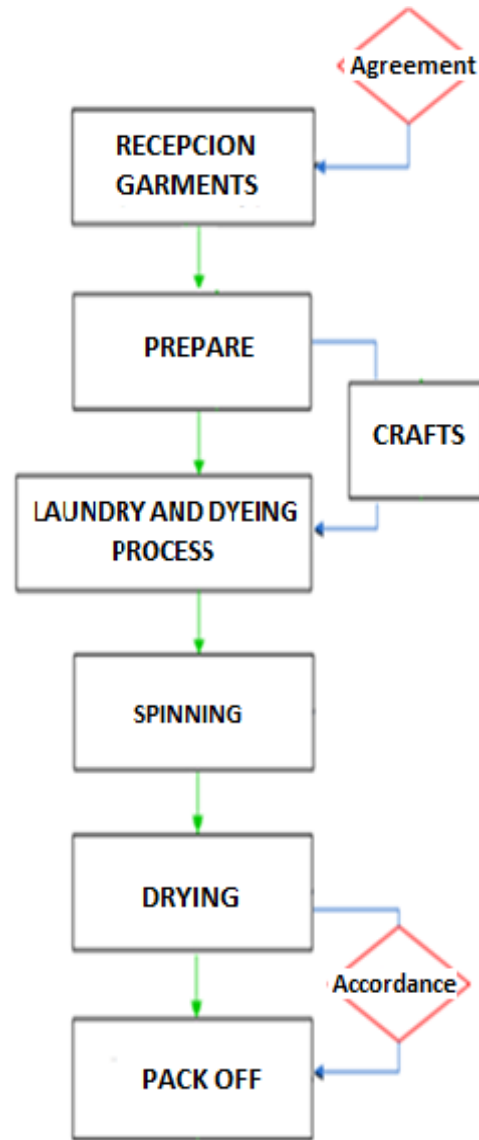 Agreement
RECEPCION
GARMENTS
PREPARE
CRAFTS
LAUNDRY AND DYEING
PROCESS
SPINNING
DRYING
Accordance
PACK OFF